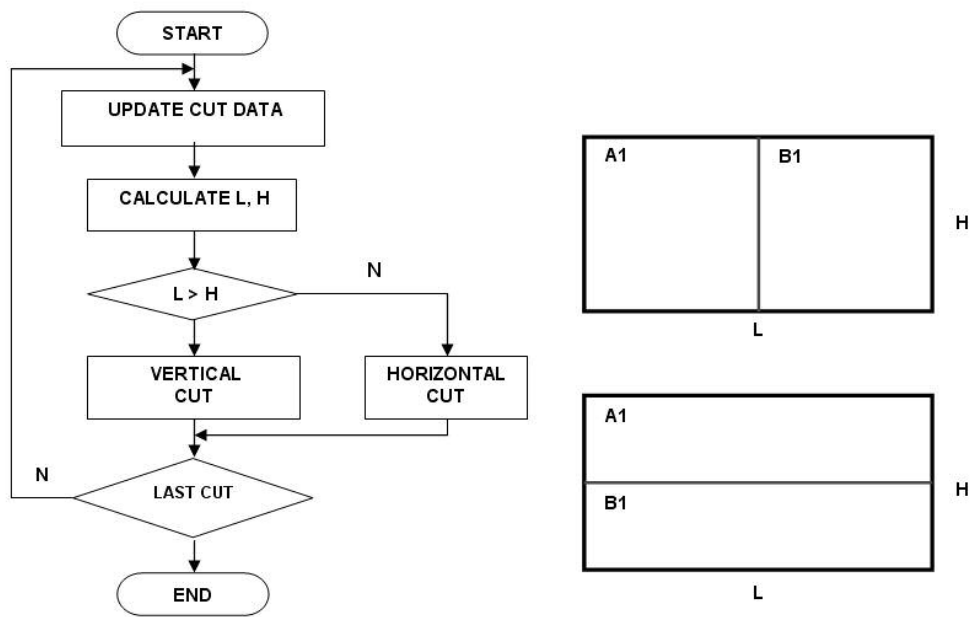 START
UPDATE CUT DATA
CALCULATE L, H
L > H
N
VERTICAL
CUT
HORIZONTAL
CUT
LAST CUT
N
END
A1
B1
H
L
A1
B1
H
L